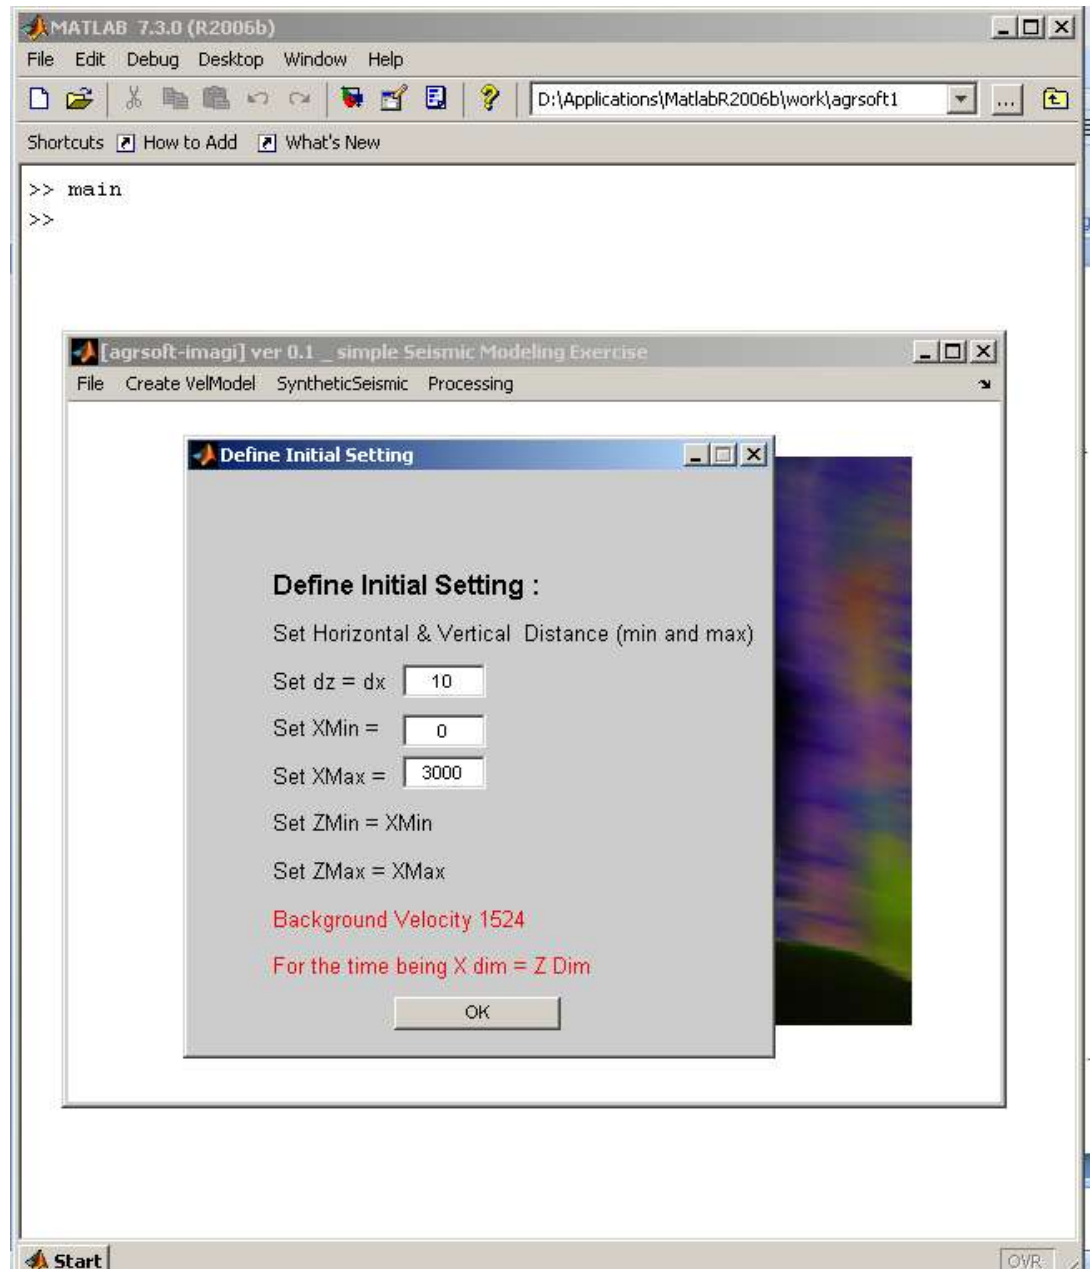 MATLAB 7.3.0 (R2006b)
File Edit Debug Desktop Window Help
D:\Applications\MatlabR2006b\work\agrsoft1
...
Shortcuts How to Add What's New
>> main
>>
[agrsoft-imagi] ver 0.1 _ simple Seismic Modeling Exercise
File Create VelModel SyntheticSeismic Processing
Define Initial Setting
Define Initial Setting :
Set Horizontal & Vertical Distance (min and max)
Set dz = dx 10
Set XMin = 0
Set XMax = 3000
Set ZMin = XMin
Set ZMax = XMax
Background Velocity 1524
For the time being X dim = Z Dim
OK
Start
OVR